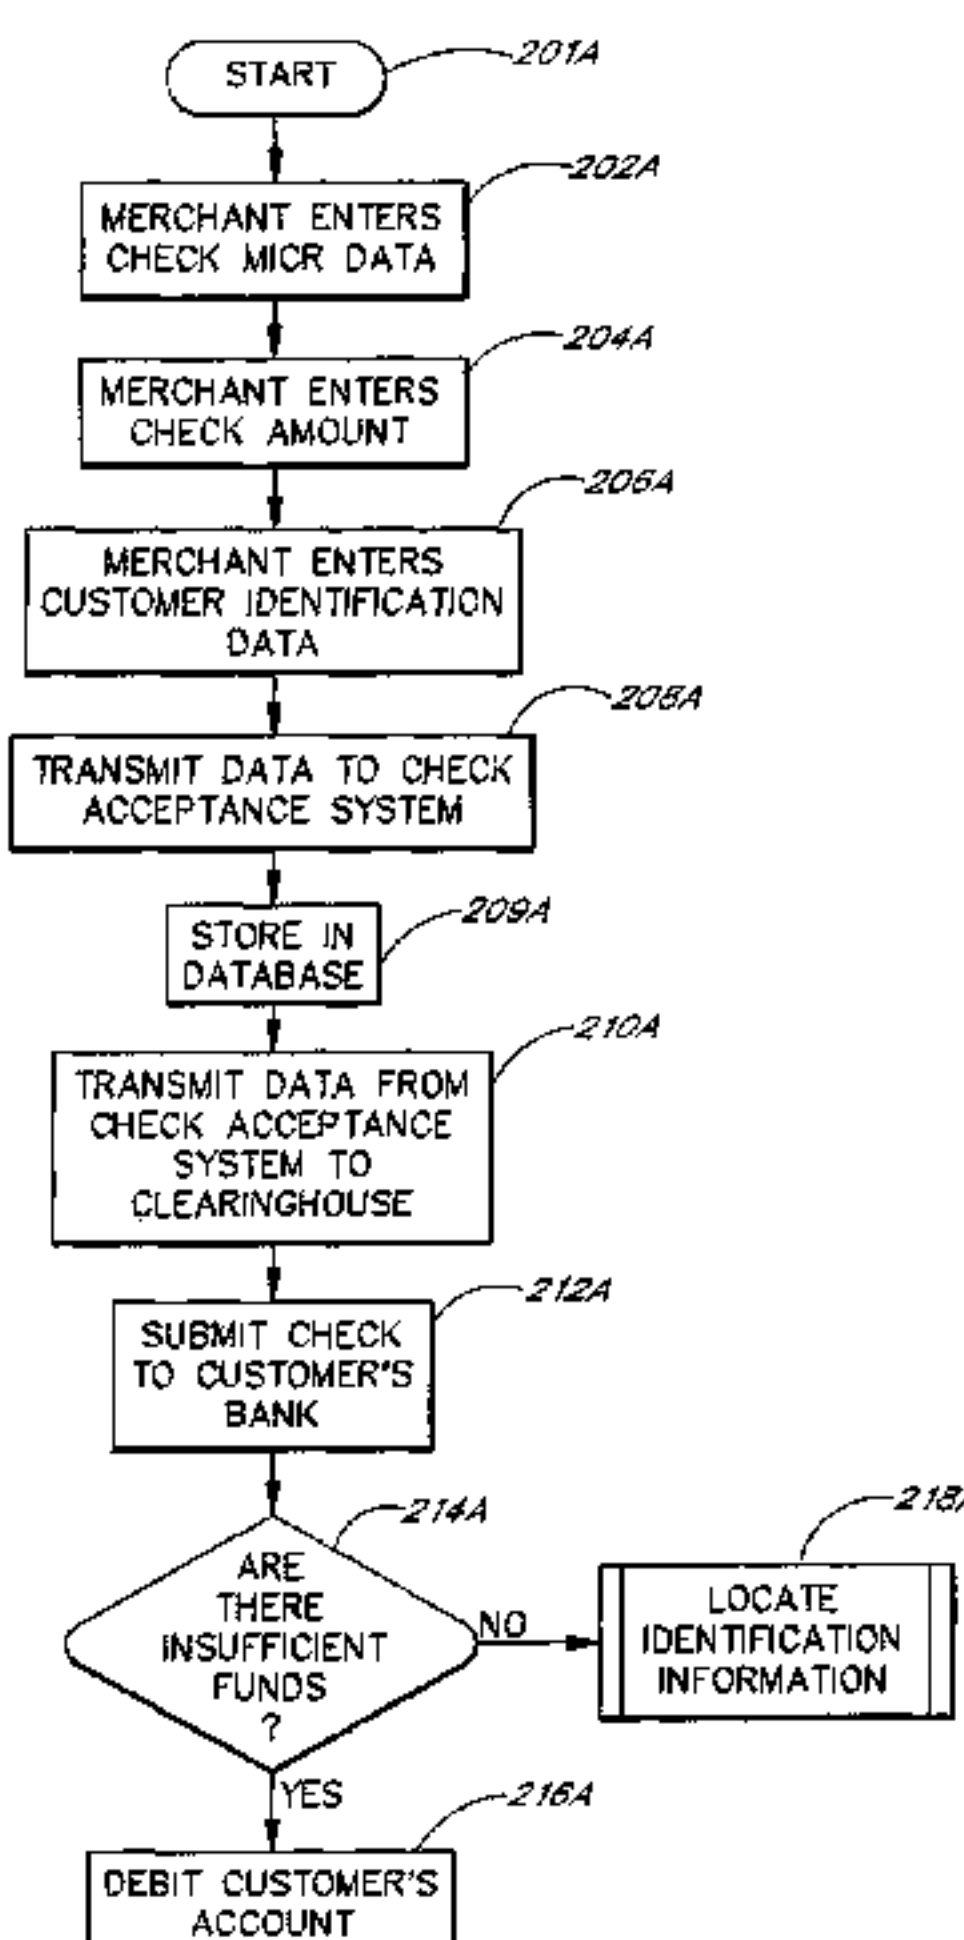 START
201A
202A
MERCHANT ENTERS
CHECK MICR DATA
204A
MERCHANT ENTERS
CHECK AMOUNT
206A
MERCHANT ENTERS
CUSTOMER IDENTIFICATION
DATA
208A
TRANSMIT DATA TO CHECK
ACCEPTANCE SYSTEM
209A
STORE IN
DATABASE
210A
TRANSMIT DATA FROM
CHECK ACCEPTANCE
SYSTEM TO
CLEARINGHOUSE
212A
SUBMIT CHECK
TO CUSTOMER'S
BANK
214A
ARE
THERE
INSUFFICIENT
FUNDS
?
NO
218A
LOCATE
IDENTIFICATION
INFORMATION
YES
216A
DEBIT CUSTOMER'S
ACCOUNT